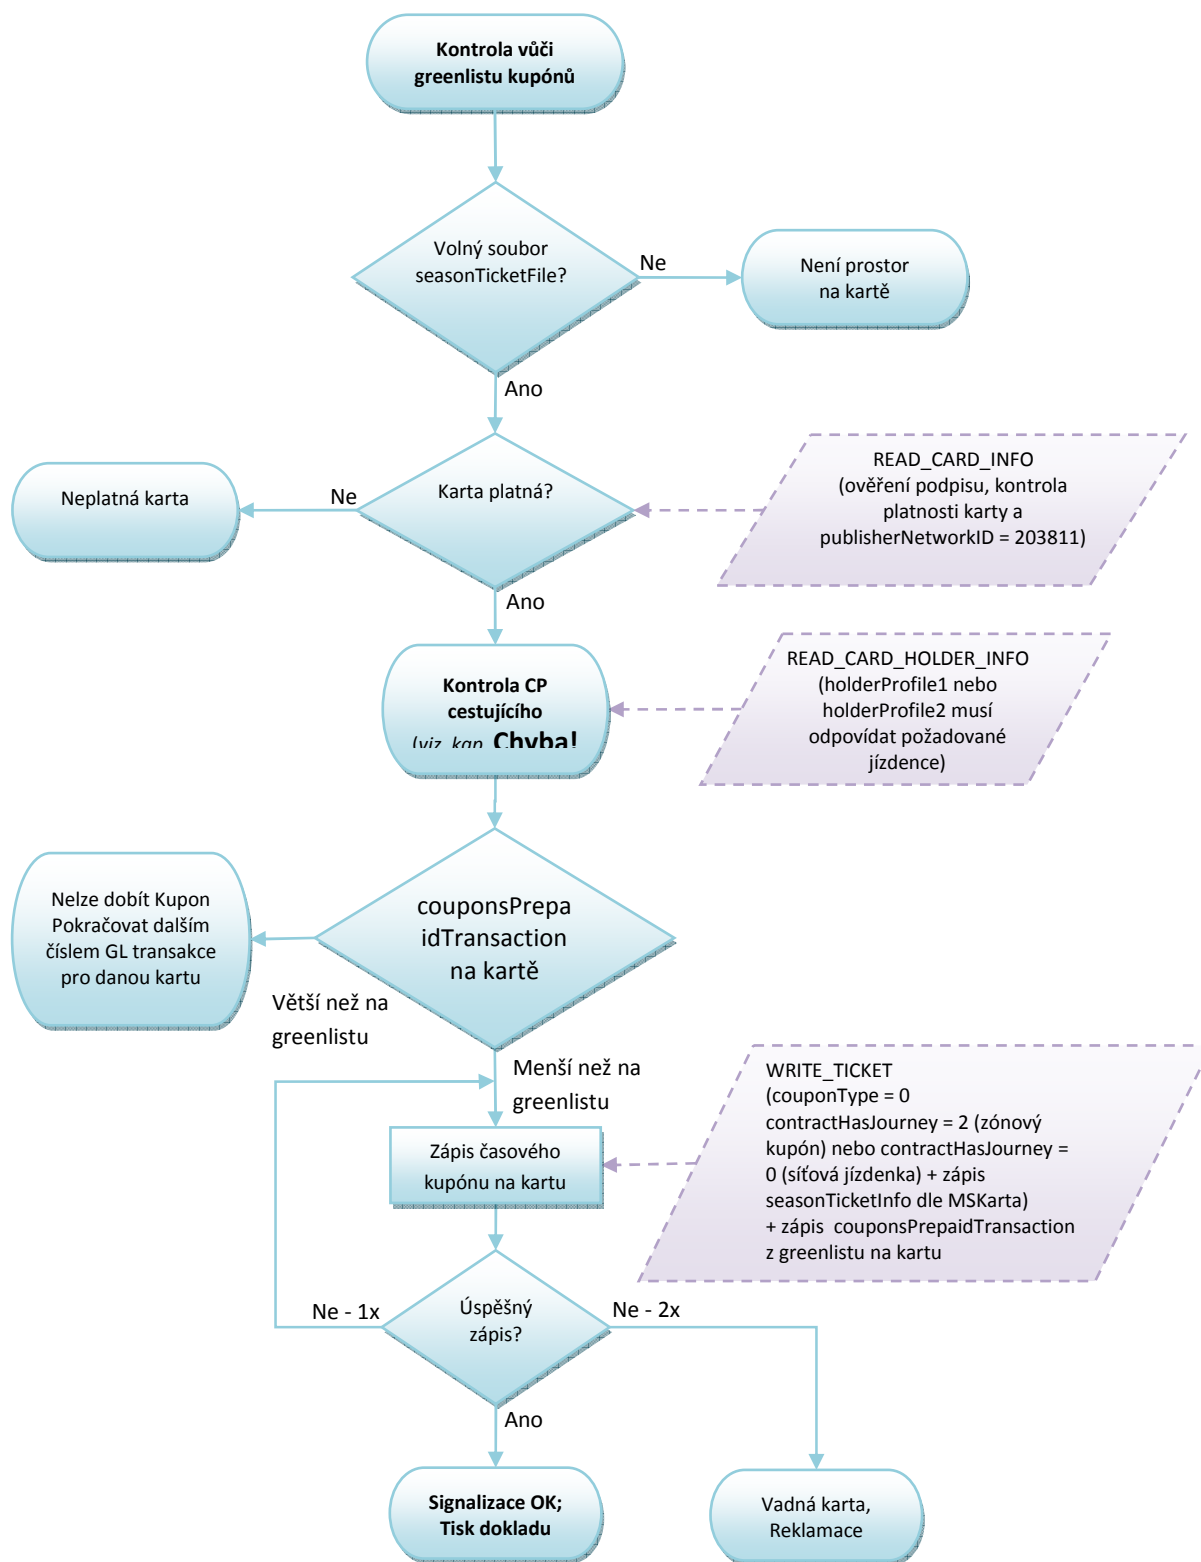 Kontrola vůči
greenlistu kupónů
Volný soubor
seasonTicketFile?
Ne
Není prostor
na kartě
Ano
Neplatná karta
Ne
Karta platná?
READ_CARD_INFO
(ověření podpisu, kontrola
platnosti karty a
publisherNetworkID = 203811)
Ano
Kontrola CP
cestujícího
(viz. kap. Chyba!
READ_CARD_HOLDER_INFO
(holderProfile1 nebo
holderProfile2 musí
odpovídat požadované
jízdence)
Nelze dobít Kupon
Pokračovat dalším
číslem GL transakce
pro danou kartu
couponsPrepa
idTransaction
na kartě
Větší než na
greenlistu
Menší než na
greenlistu
WRITE_TICKET
(couponType = 0
contractHasJourney = 2 (zónový
kupón) nebo contractHasJourney =
0 (síťová jízdenka) + zápis
seasonTicketInfo dle MSKarta)
+ zápis couponsPrepaidTransaction
z greenlistu na kartu
Zápis časového
kupónu na kartu
Ne - 1x
Úspěšný
zápis?
Ne - 2x
Ano
Signalizace OK;
Tisk dokladu
Vadná karta,
Reklamace